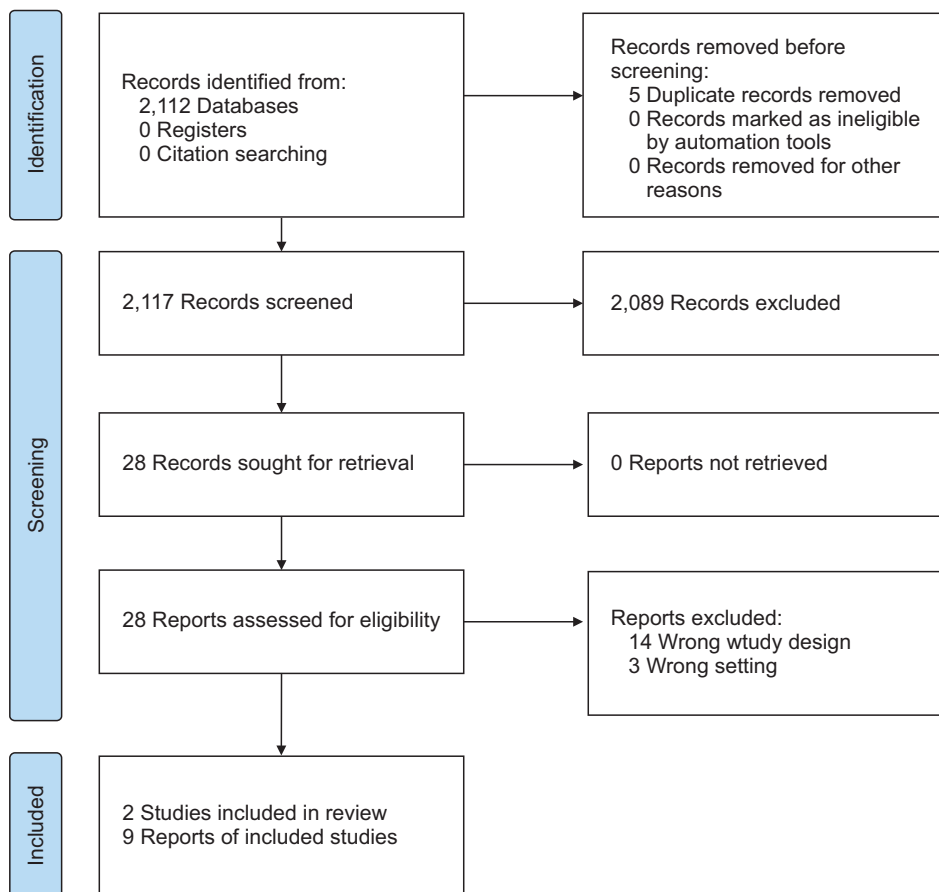 Identification
Records identified from:
2,112 Databases
0 Registers
0 Citation searching
Records removed before
screening:
5 Duplicate records removed
0 Records marked as ineligible
by automation tools
0 Records removed for other
reasons
Screening
2,117 Records screened
2,089 Records excluded
28 Records sought for retrieval
0 Reports not retrieved
28 Reports assessed for eligibility
Reports excluded:
14 Wrong wtudy design
3 Wrong setting
Included
2 Studies included in review
9 Reports of included studies